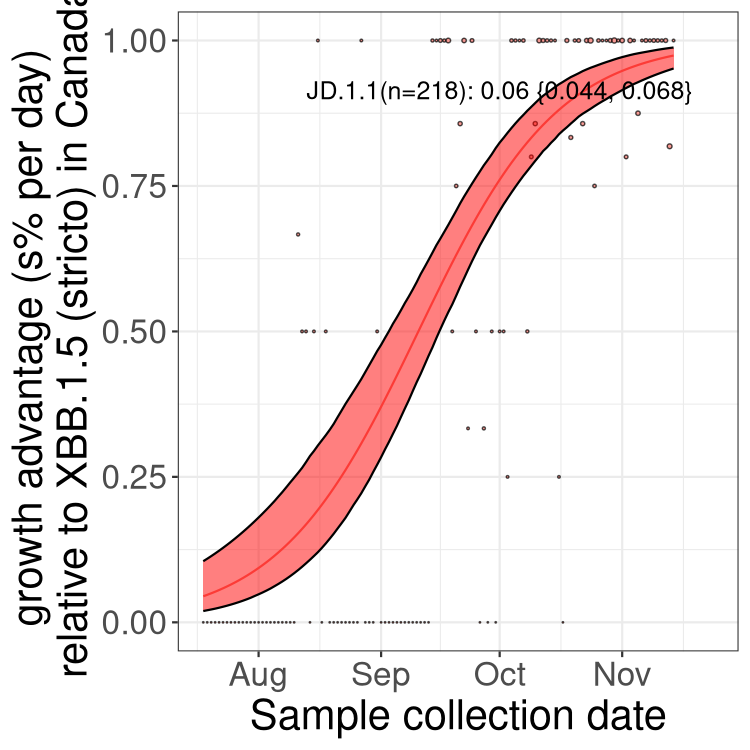 growth advantage (s% per day)
relative to XBB.1.5 (stricto) in Canada
1.00
0.75
0.50
0.25
0.00
JD.1.1(n=218): 0.06 {0.044, 0.068}
Aug Sep Oct Nov
Sample collection date